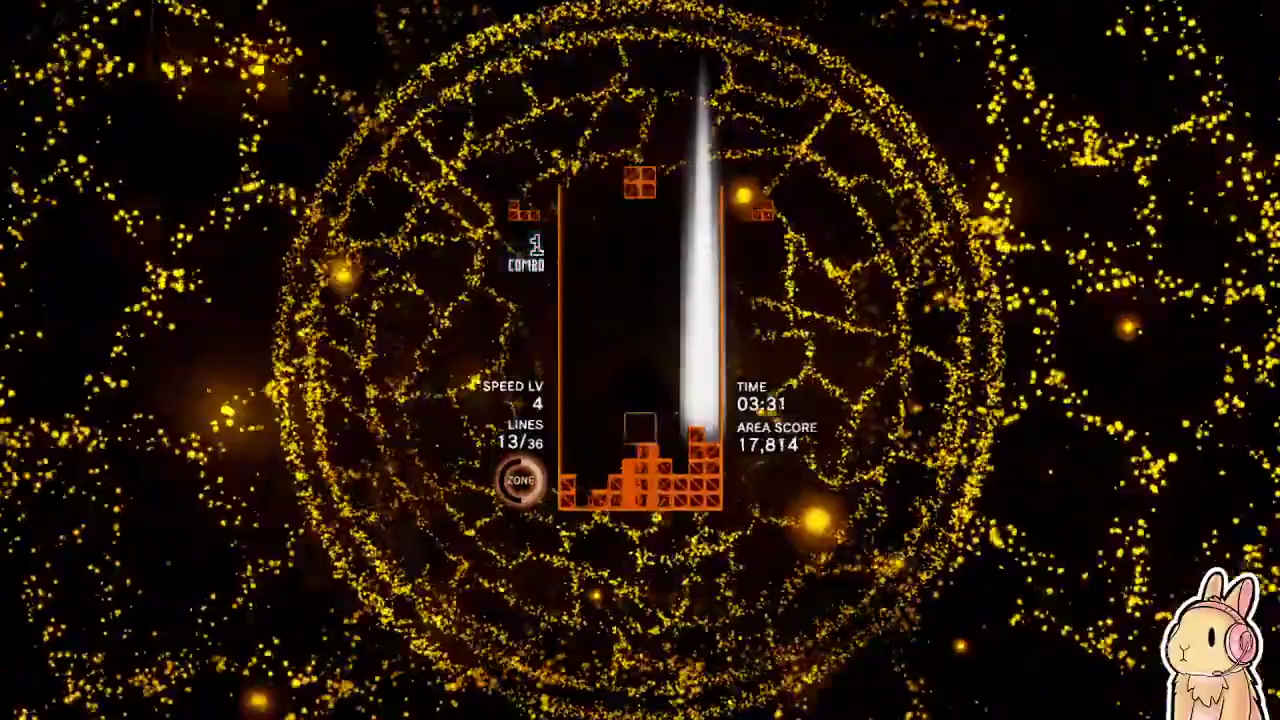 1
COMBO
SPEED LV
4
LINES
13/36
ZONE
TIME
03:31
AREA SCORE
17,814